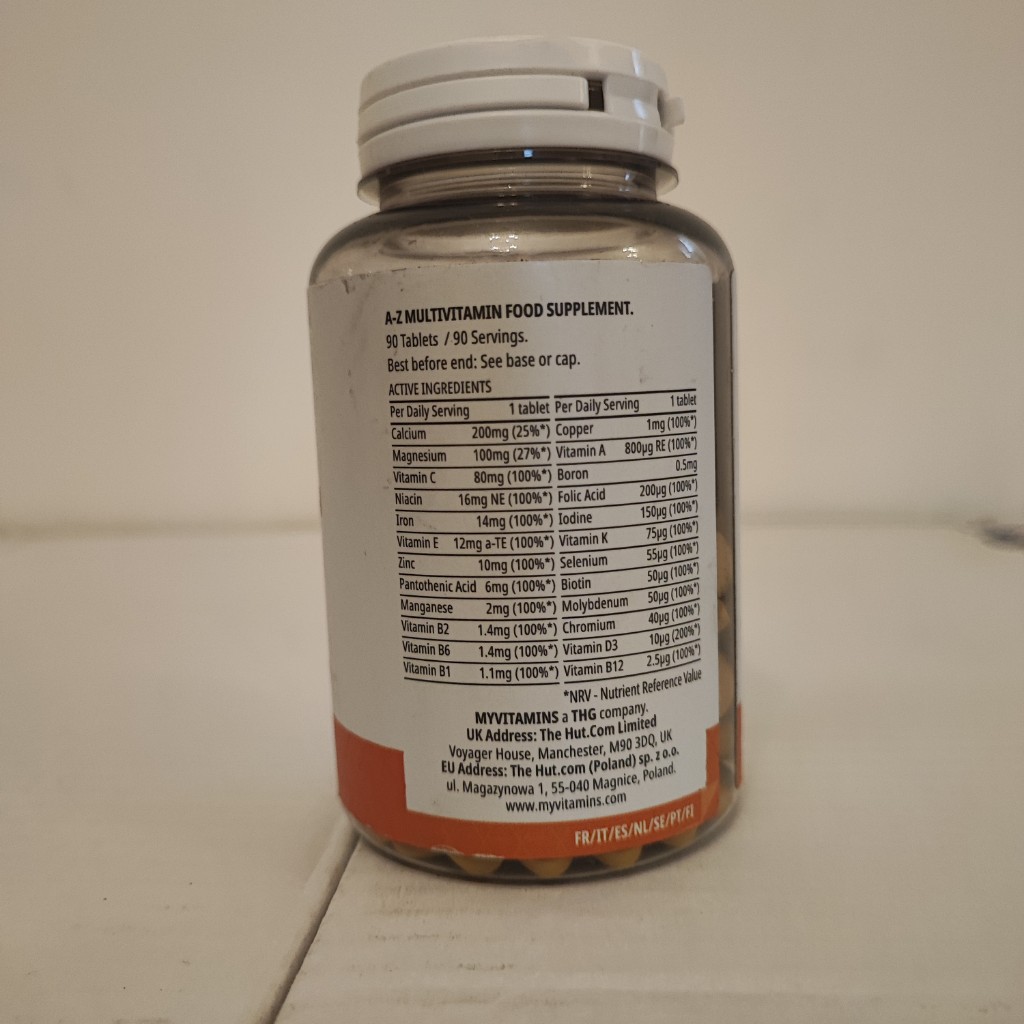 A-Z MULTIVITAMIN FOOD SUPPLEMENT.
90 Tablets / 90 Servings.
Best before end: See base or cap.
ACTIVE INGREDIENTS
Per Daily Serving 1 tablet Per Daily Serving 1 tablet
Calcium 200mg (25%*) Copper 1mg (100%*)
Magnesium 100mg (27%*) Vitamin A 800µg RE (100%*)
Vitamin C 80mg (100%*) Boron 0.5mg
Niacin 16mg NE (100%*) Folic Acid 200µg (100%*)
Iron 14mg (100%*) Iodine 150µg (100%*)
Vitamin E 12mg a-TE (100%*) Vitamin K 75µg (100%*)
Zinc 10mg (100%*) Selenium 55µg (100%*)
Pantothenic Acid 6mg (100%*) Biotin 50µg (100%*)
Manganese 2mg (100%*) Molybdenum 50µg (100%*)
Vitamin B2 1.4mg (100%*) Chromium 40µg (100%*)
Vitamin B6 1.4mg (100%*) Vitamin D3 10µg (200%*)
Vitamin B1 1.1mg (100%*) Vitamin B12 2.5µg (100%*)
*NRV - Nutrient Reference Value
MYVITAMINS a THG company.
UK Address: The Hut.Com Limited
Voyager House, Manchester, M90 3DQ, UK
EU Address: The Hut.com (Poland) sp. z o.o.
ul. Magazynowa 1, 55-040 Magnice, Poland.
www.myvitamins.com
FR/IT/ES/NL/SE/PT/FI